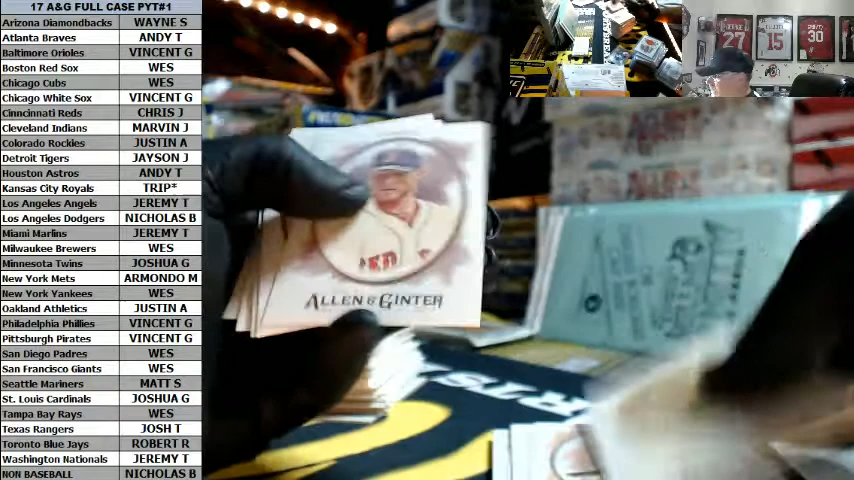 17 A&G FULL CASE PYT#1
Arizona Diamondbacks WAYNE S
Atlanta Braves ANDY T
Baltimore Orioles VINCENT G
Boston Red Sox WES
Chicago Cubs WES
Chicago White Sox VINCENT G
Cinncinnati Reds CHRIS J
Cleveland Indians MARVIN J
Colorado Rockies JUSTIN A
Detroit Tigers JAYSON J
Houston Astros ANDY T
Kansas City Royals TRIP*
Los Angeles Angels JEREMY T
Los Angeles Dodgers NICHOLAS B
Miami Marlins JEREMY T
Milwaukee Brewers WES
Minnesota Twins JOSHUA G
New York Mets ARMONDO M
New York Yankees WES
Oakland Athletics JUSTIN A
Philadelphia Phillies VINCENT G
Pittsburgh Pirates VINCENT G
San Diego Padres WES
San Francisco Giants WES
Seattle Mariners MATT S
St. Louis Cardinals JOSHUA G
Tampa Bay Rays WES
Texas Rangers JOSH T
Toronto Blue Jays ROBERT R
Washington Nationals JEREMY T
NON BASEBALL NICHOLAS B
ALLEN & GINTER
27
15
30